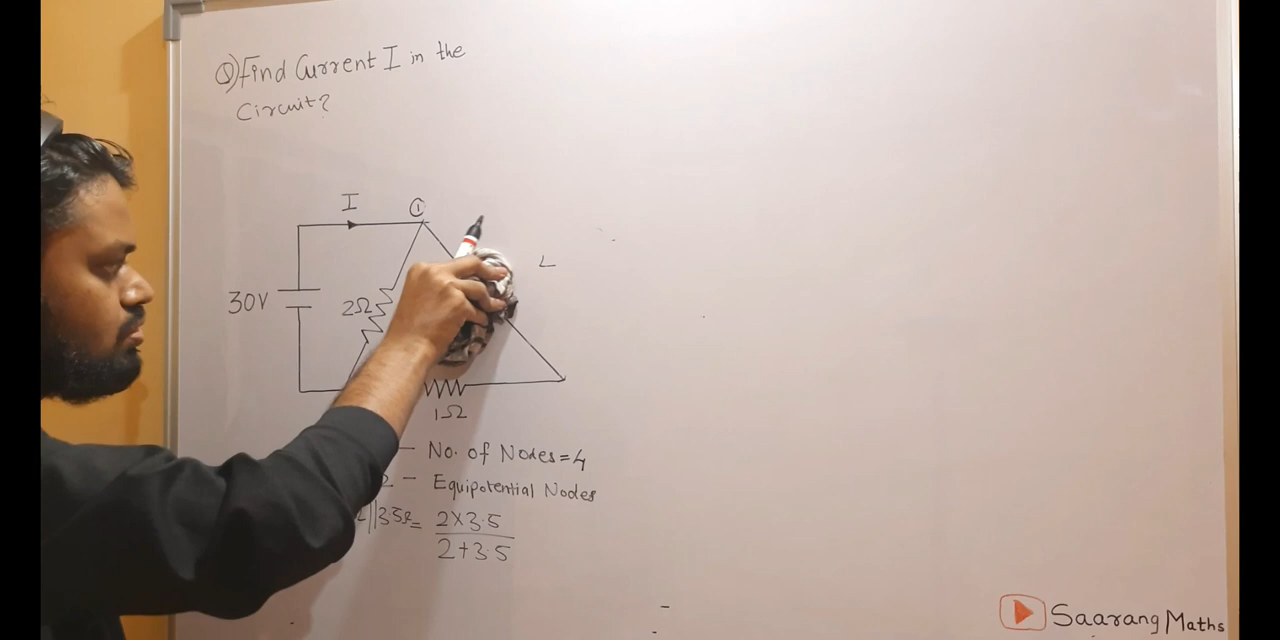 Q) Find Current I in the
Circuit?
I
①
30V
2Ω
1Ω
— No. of Nodes=4
— Equipotential Nodes
||3.5Ω = 2×3.5
2+3.5
Saarang Maths